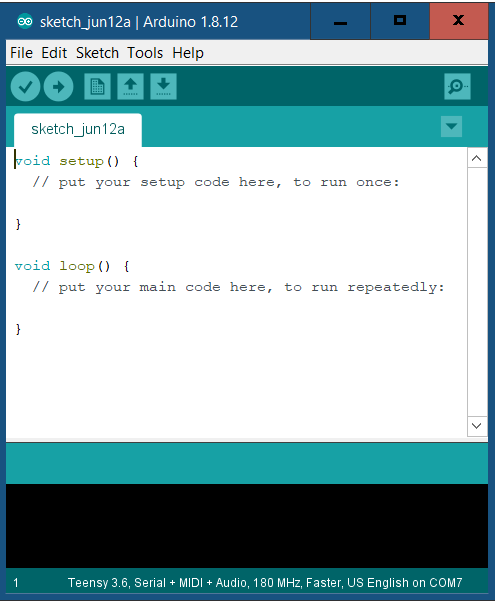 sketch_jun12a | Arduino 1.8.12
File Edit Sketch Tools Help
sketch_jun12a
void setup() {
  // put your setup code here, to run once:
}
void loop() {
  // put your main code here, to run repeatedly:
}
1 Teensy 3.6, Serial + MIDI + Audio, 180 MHz, Faster, US English on COM7